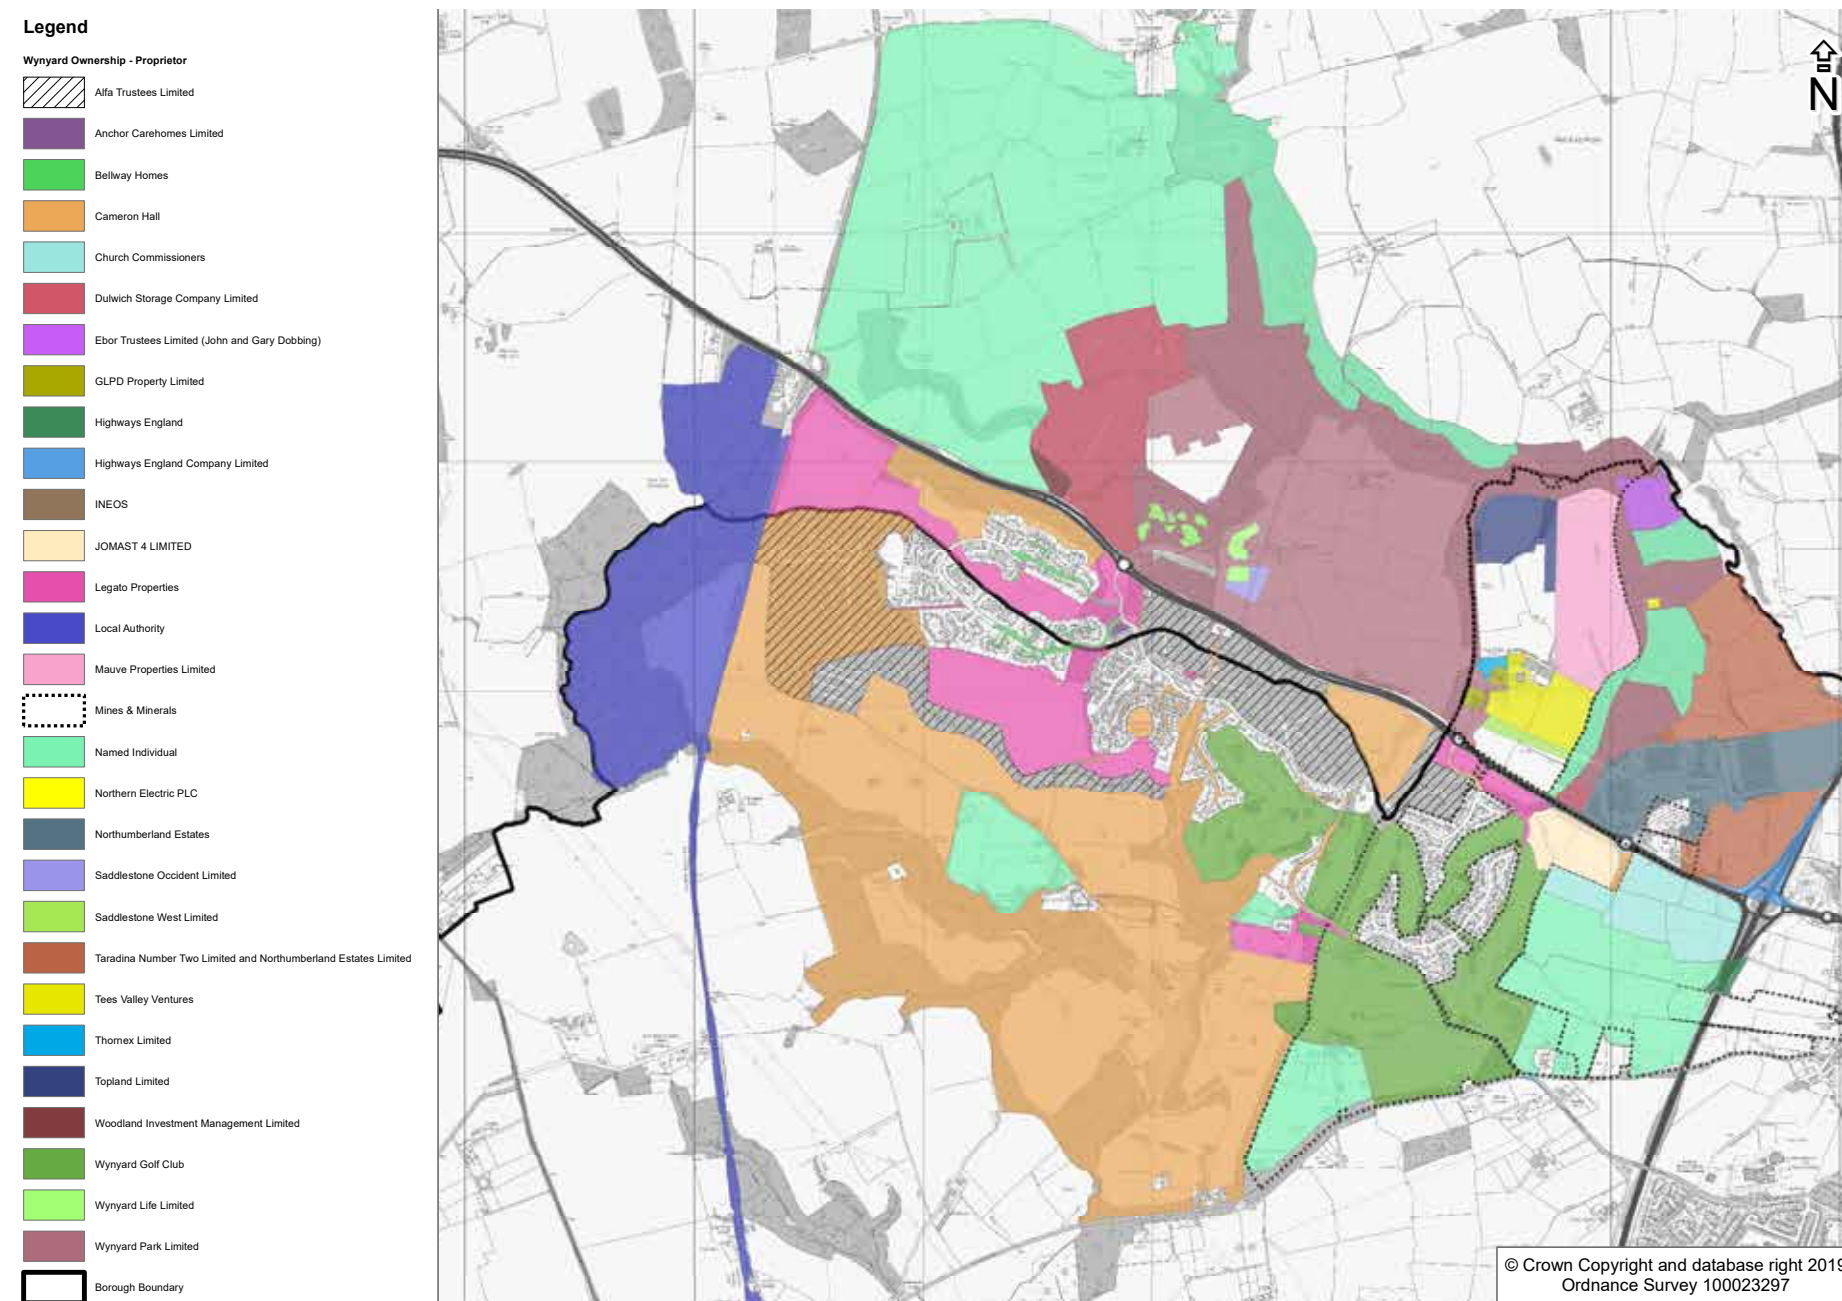 Legend
Wynyard Ownership - Proprietor
Alfa Trustees Limited
Anchor Carehomes Limited
Bellway Homes
Cameron Hall
Church Commissioners
Dulwich Storage Company Limited
Ebor Trustees Limited (John and Gary Dobbing)
GLPD Property Limited
Highways England
Highways England Company Limited
INEOS
JOMAST 4 LIMITED
Legato Properties
Local Authority
Mauve Properties Limited
Mines & Minerals
Named Individual
Northern Electric PLC
Northumberland Estates
Saddlestone Occident Limited
Saddlestone West Limited
Taradina Number Two Limited and Northumberland Estates Limited
Tees Valley Ventures
Thornex Limited
Topland Limited
Woodland Investment Management Limited
Wynyard Golf Club
Wynyard Life Limited
Wynyard Park Limited
Borough Boundary
N
© Crown Copyright and database right 2019
Ordnance Survey 100023297